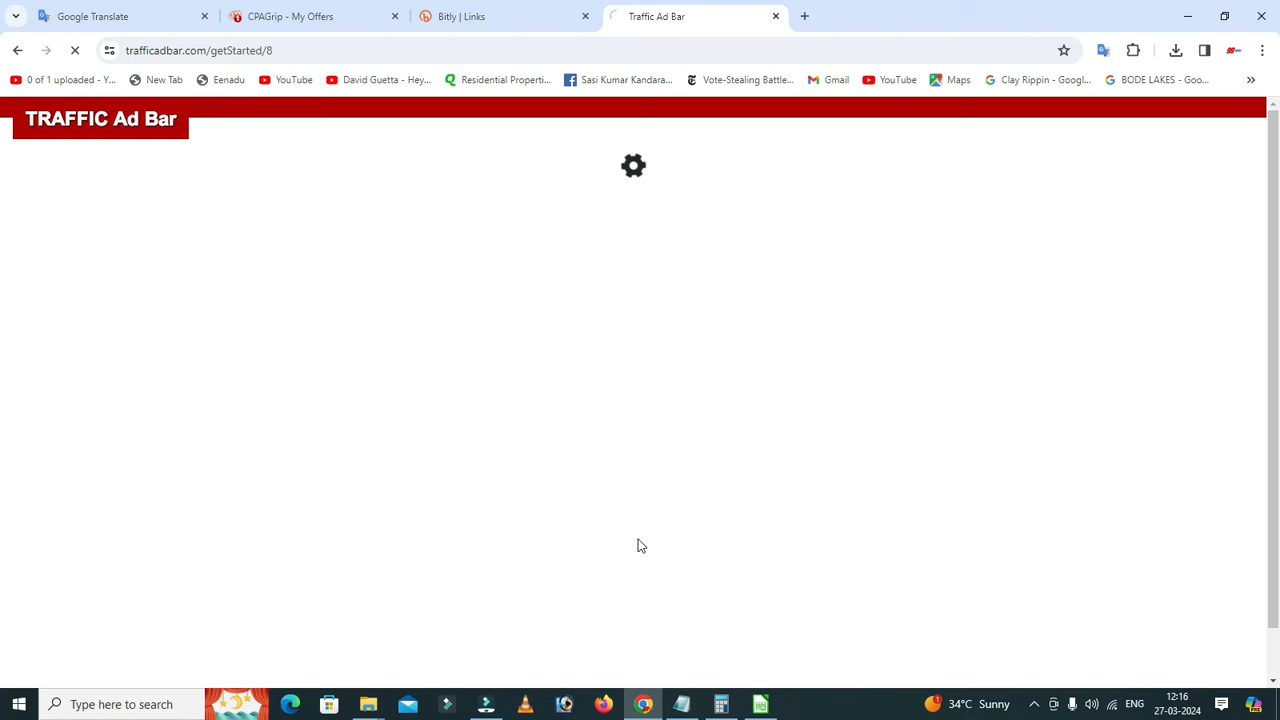 Google Translate
CPAGrip - My Offers
Bitly | Links
Traffic Ad Bar
trafficadbar.com/getStarted/8
0 of 1 uploaded - Y...
New Tab
Eenadu
YouTube
David Guetta - Hey...
Residential Properti...
Sasi Kumar Kandara...
Vote-Stealing Battle...
Gmail
YouTube
Maps
Clay Rippin - Googl...
BODE LAKES - Goo...
TRAFFIC Ad Bar
Type here to search
34°C Sunny
ENG
12:16
27-03-2024